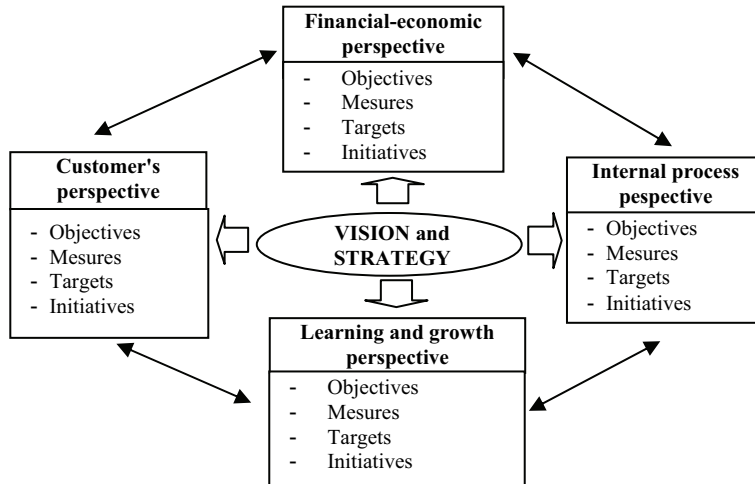 Financial-economic
perspective
- Objectives
- Mesures
- Targets
- Initiatives
Customer's
perspective
- Objectives
- Mesures
- Targets
- Initiatives
VISION and
STRATEGY
Internal process
pespective
- Objectives
- Mesures
- Targets
- Initiatives
Learning and growth
perspective
- Objectives
- Mesures
- Targets
- Initiatives